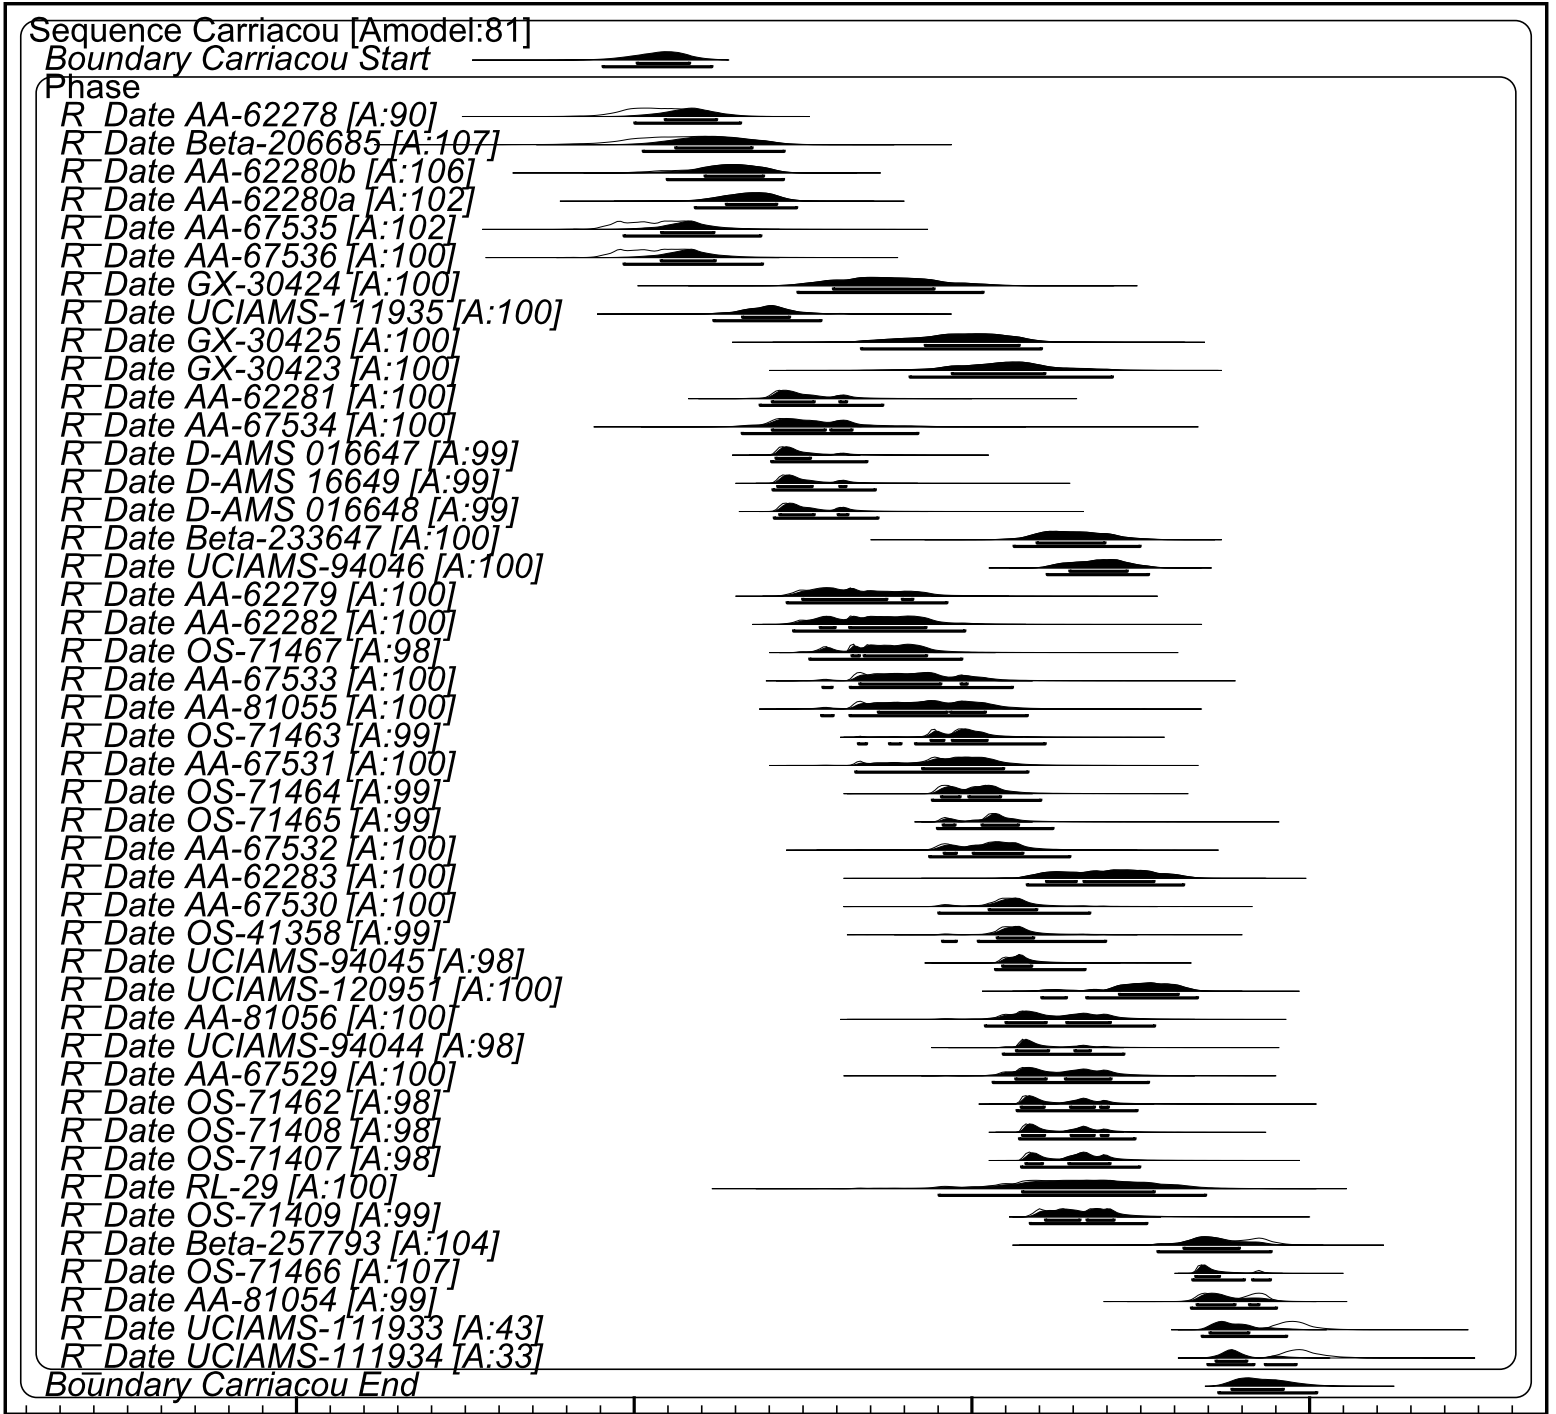 Sequence Carriacou [Amodel:81]
Boundary Carriacou Start
Phase
R_Date AA-62278 [A:90]
R_Date Beta-206685 [A:107]
R_Date AA-62280b [A:106]
R_Date AA-62280a [A:102]
R_Date AA-67535 [A:102]
R_Date AA-67536 [A:100]
R_Date GX-30424 [A:100]
R_Date UCIAMS-111935 [A:100]
R_Date GX-30425 [A:100]
R_Date GX-30423 [A:100]
R_Date AA-62281 [A:100]
R_Date AA-67534 [A:100]
R_Date D-AMS 016647 [A:99]
R_Date D-AMS 16649 [A:99]
R_Date D-AMS 016648 [A:99]
R_Date Beta-233647 [A:100]
R_Date UCIAMS-94046 [A:100]
R_Date AA-62279 [A:100]
R_Date AA-62282 [A:100]
R_Date OS-71467 [A:98]
R_Date AA-67533 [A:100]
R_Date AA-81055 [A:100]
R_Date OS-71463 [A:99]
R_Date AA-67531 [A:100]
R_Date OS-71464 [A:99]
R_Date OS-71465 [A:99]
R_Date AA-67532 [A:100]
R_Date AA-62283 [A:100]
R_Date AA-67530 [A:100]
R_Date OS-41358 [A:99]
R_Date UCIAMS-94045 [A:98]
R_Date UCIAMS-120951 [A:100]
R_Date AA-81056 [A:100]
R_Date UCIAMS-94044 [A:98]
R_Date AA-67529 [A:100]
R_Date OS-71462 [A:98]
R_Date OS-71408 [A:98]
R_Date OS-71407 [A:98]
R_Date RL-29 [A:100]
R_Date OS-71409 [A:99]
R_Date Beta-257793 [A:104]
R_Date OS-71466 [A:107]
R_Date AA-81054 [A:99]
R_Date UCIAMS-111933 [A:43]
R_Date UCIAMS-111934 [A:33]
Boundary Carriacou End